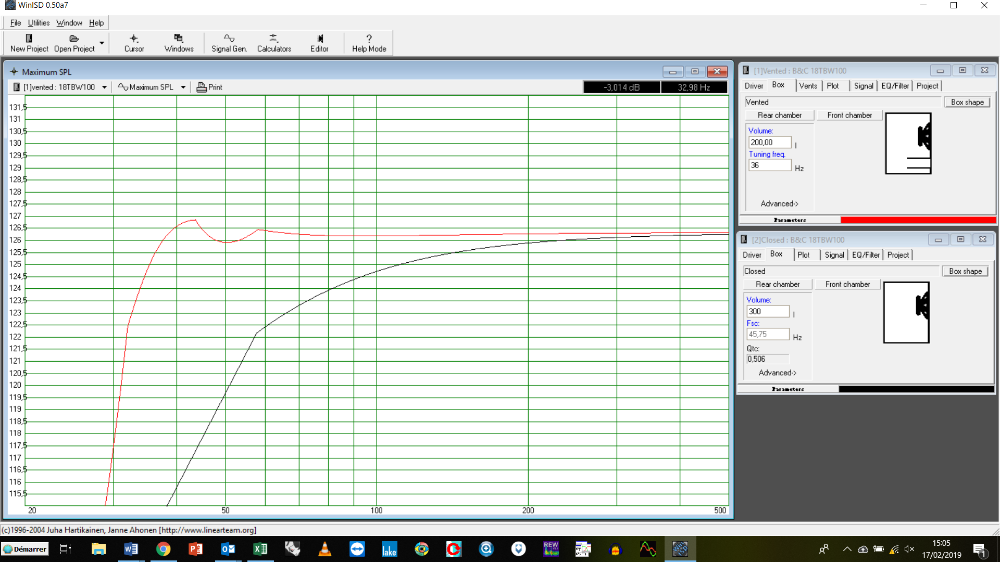 WinISD 0.50a7
File Utilities Window Help
New Project Open Project Cursor Windows Signal Gen. Calculators Editor Help Mode
Maximum SPL
[1]vented : 18TBW100 Maximum SPL Print -3,014 dB 32,98 Hz
131,5
131
130,5
130
129,5
129
128,5
128
127,5
127
126,5
126
125,5
125
124,5
124
123,5
123
122,5
122
121,5
121
120,5
120
119,5
119
118,5
118
117,5
117
116,5
116
115,5
20 50 100 200 500
[1]Vented : B&C 18TBW100
Driver Box Vents Plot Signal EQ/Filter Project
Vented Box shape
Rear chamber Front chamber
Volume:
200,00 l
Tuning freq.
36 Hz
Advanced->
Parameters
[2]Closed : B&C 18TBW100
Driver Box Plot Signal EQ/Filter Project
Closed Box shape
Rear chamber Front chamber
Volume:
300 l
Fsc:
45,75 Hz
Qtc:
0,506
Advanced->
Parameters
(c)1996-2004 Juha Hartikainen, Janne Ahonen [http://www.linearteam.org]
Démarrer lake REW 15:05
17/02/2019 1